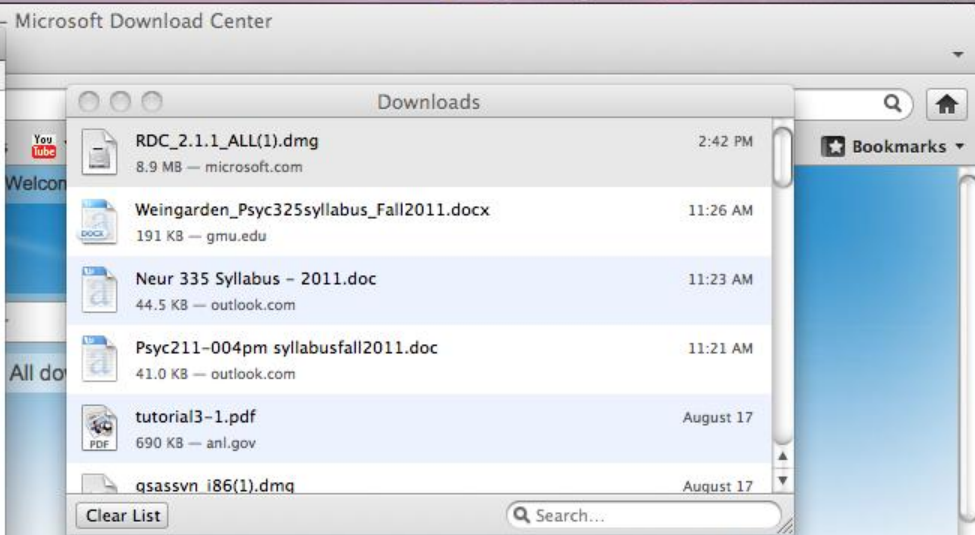 - Microsoft Download Center
Downloads
You
Tube
Bookmarks
Welcom
RDC_2.1.1_ALL(1).dmg
2:42 PM
8.9 MB — microsoft.com
Weingarden_Psyc325syllabus_Fall2011.docx
11:26 AM
DOCX
191 KB — gmu.edu
Neur 335 Syllabus - 2011.doc
11:23 AM
44.5 KB — outlook.com
Psyc211-004pm syllabusfall2011.doc
11:21 AM
41.0 KB — outlook.com
All do
tutorial3-1.pdf
August 17
PDF
690 KB — anl.gov
qsassvn_i86(1).dmg
August 17
Clear List
Search...